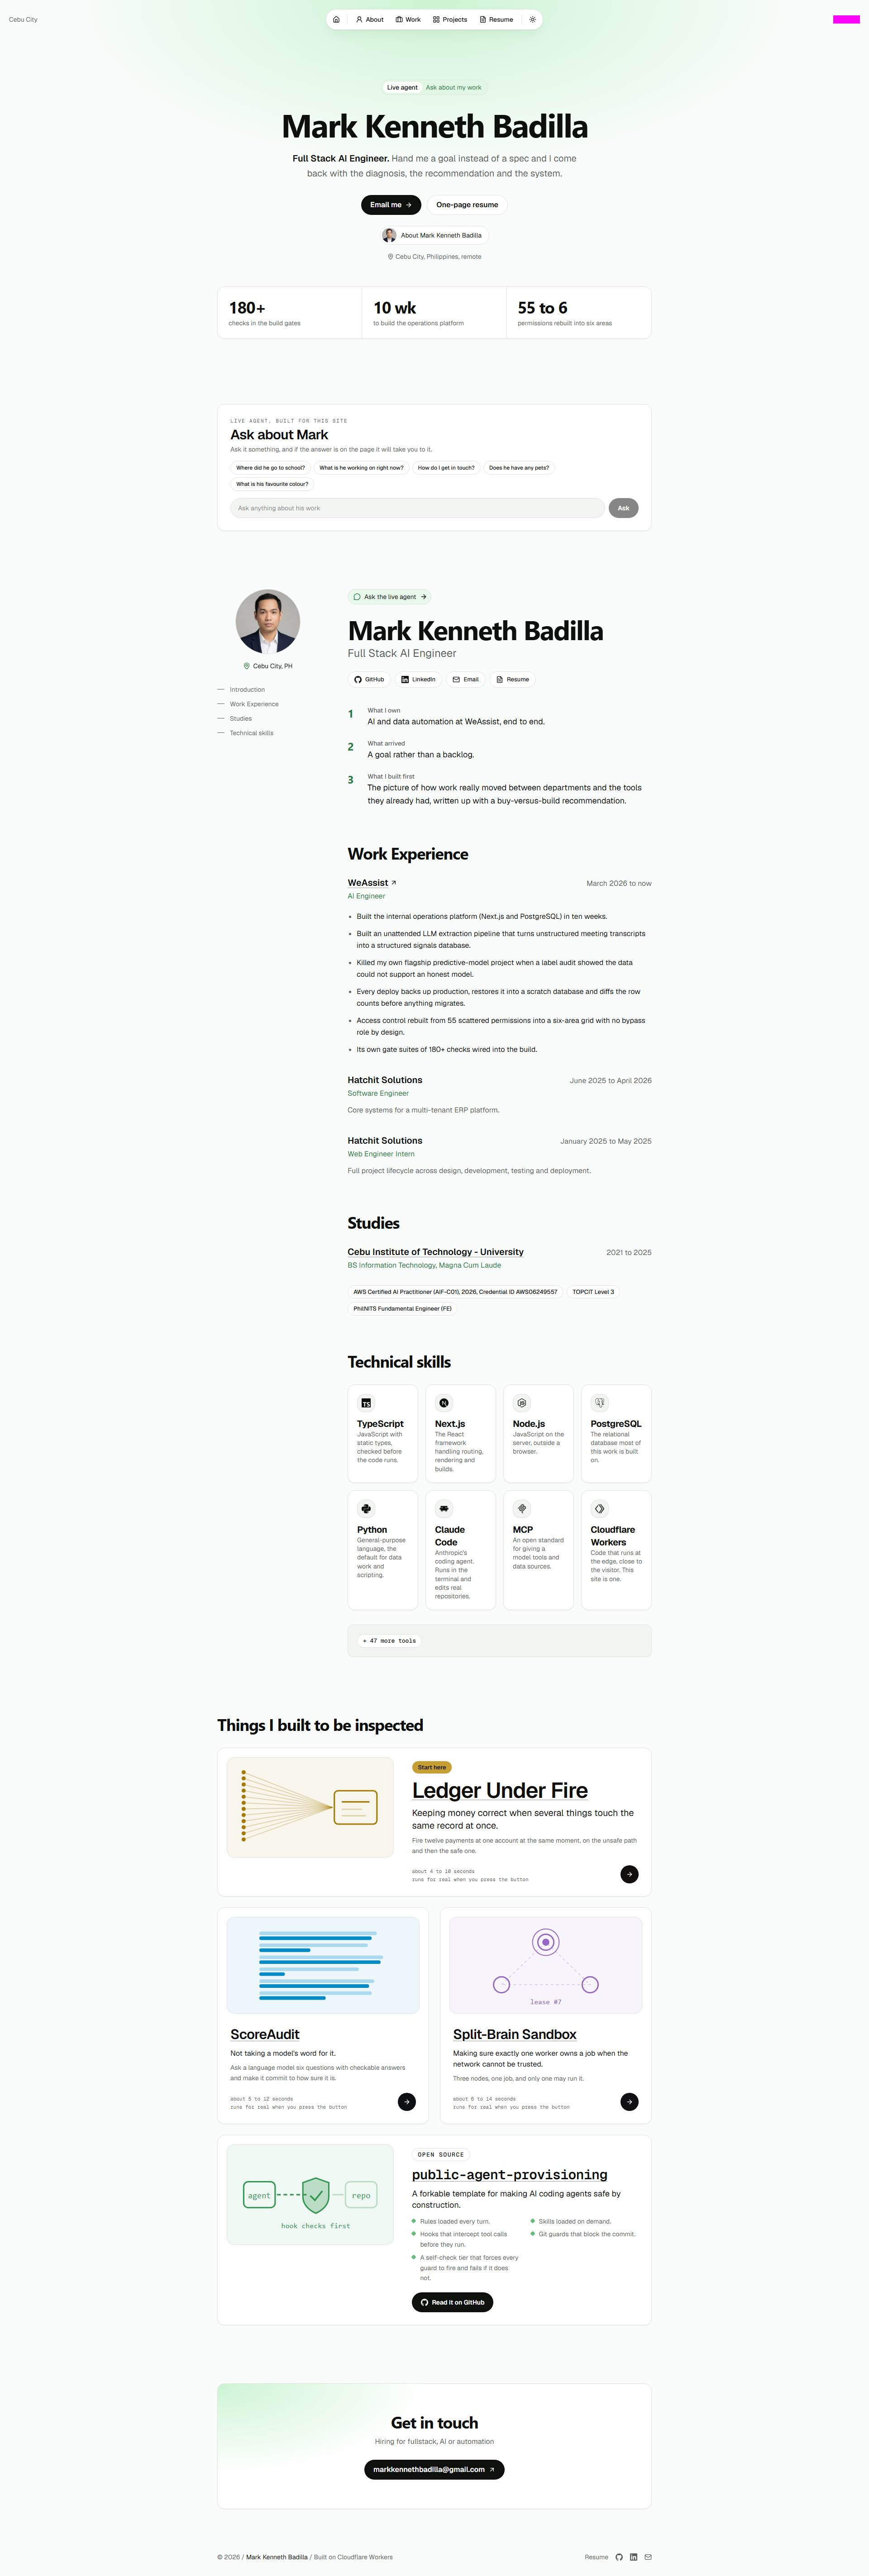 Cebu City
About
Work
Projects
Resume
Live agent
Ask about my work
Mark Kenneth Badilla
Full Stack AI Engineer. Hand me a goal instead of a spec and I come
back with the diagnosis, the recommendation and the system.
Email me
One-page resume
About Mark Kenneth Badilla
Cebu City, Philippines, remote
180+
checks in the build gates
10 wk
to build the operations platform
55 to 6
permissions rebuilt into six areas
LIVE AGENT, BUILT FOR THIS SITE
Ask about Mark
Ask it something, and if the answer is on the page it will take you to it.
Where did he go to school?
What is he working on right now?
How do I get in touch?
Does he have any pets?
What is his favourite colour?
Ask anything about his work
Ask
Cebu City, PH
Introduction
Work Experience
Studies
Technical skills
Ask the live agent
Mark Kenneth Badilla
Full Stack AI Engineer
GitHub
LinkedIn
Email
Resume
1
What I own
AI and data automation at WeAssist, end to end.
2
What arrived
A goal rather than a backlog.
3
What I built first
The picture of how work really moved between departments and the tools
they already had, written up with a buy-versus-build recommendation.
Work Experience
WeAssist
March 2026 to now
AI Engineer
Built the internal operations platform (Next.js and PostgreSQL) in ten weeks.
Built an unattended LLM extraction pipeline that turns unstructured meeting transcripts
into a structured signals database.
Killed my own flagship predictive-model project when a label audit showed the data
could not support an honest model.
Every deploy backs up production, restores it into a scratch database and diffs the row
counts before anything migrates.
Access control rebuilt from 55 scattered permissions into a six-area grid with no bypass
role by design.
Its own gate suites of 180+ checks wired into the build.
Hatchit Solutions
June 2025 to April 2026
Software Engineer
Core systems for a multi-tenant ERP platform.
Hatchit Solutions
January 2025 to May 2025
Web Engineer Intern
Full project lifecycle across design, development, testing and deployment.
Studies
Cebu Institute of Technology - University
2021 to 2025
BS Information Technology, Magna Cum Laude
AWS Certified AI Practitioner (AIF-C01), 2026, Credential ID AWS06249557
TOPCIT Level 3
PhilNITS Fundamental Engineer (FE)
Technical skills
TS
TypeScript
JavaScript with
static types,
checked before
the code runs.
Next.js
The React
framework
handling routing,
rendering and
builds.
Node.js
JavaScript on the
server, outside a
browser.
PostgreSQL
The relational
database most of
this work is built
on.
Python
General-purpose
language, the
default for data
work and
scripting.
Claude
Code
Anthropic's
coding agent.
Runs in the
terminal and
edits real
repositories.
MCP
An open standard
for giving a
model tools and
data sources.
Cloudflare
Workers
Code that runs at
the edge, close to
the visitor. This
site is one.
+ 47 more tools
Things I built to be inspected
Start here
Ledger Under Fire
Keeping money correct when several things touch the
same record at once.
Fire twelve payments at one account at the same moment, on the unsafe path
and then the safe one.
about 4 to 10 seconds
runs for real when you press the button
ScoreAudit
Not taking a model's word for it.
Ask a language model six questions with checkable answers
and make it commit to how sure it is.
about 5 to 12 seconds
runs for real when you press the button
lease #7
Split-Brain Sandbox
Making sure exactly one worker owns a job when the
network cannot be trusted.
Three nodes, one job, and only one may run it.
about 6 to 14 seconds
runs for real when you press the button
agent
repo
hook checks first
OPEN SOURCE
public-agent-provisioning
A forkable template for making AI coding agents safe by
construction.
Rules loaded every turn.
Skills loaded on demand.
Hooks that intercept tool calls
before they run.
Git guards that block the commit.
A self-check tier that forces every
guard to fire and fails if it does
not.
Read it on GitHub
Get in touch
Hiring for fullstack, AI or automation
markkennethbadilla@gmail.com
© 2026 / Mark Kenneth Badilla / Built on Cloudflare Workers
Resume